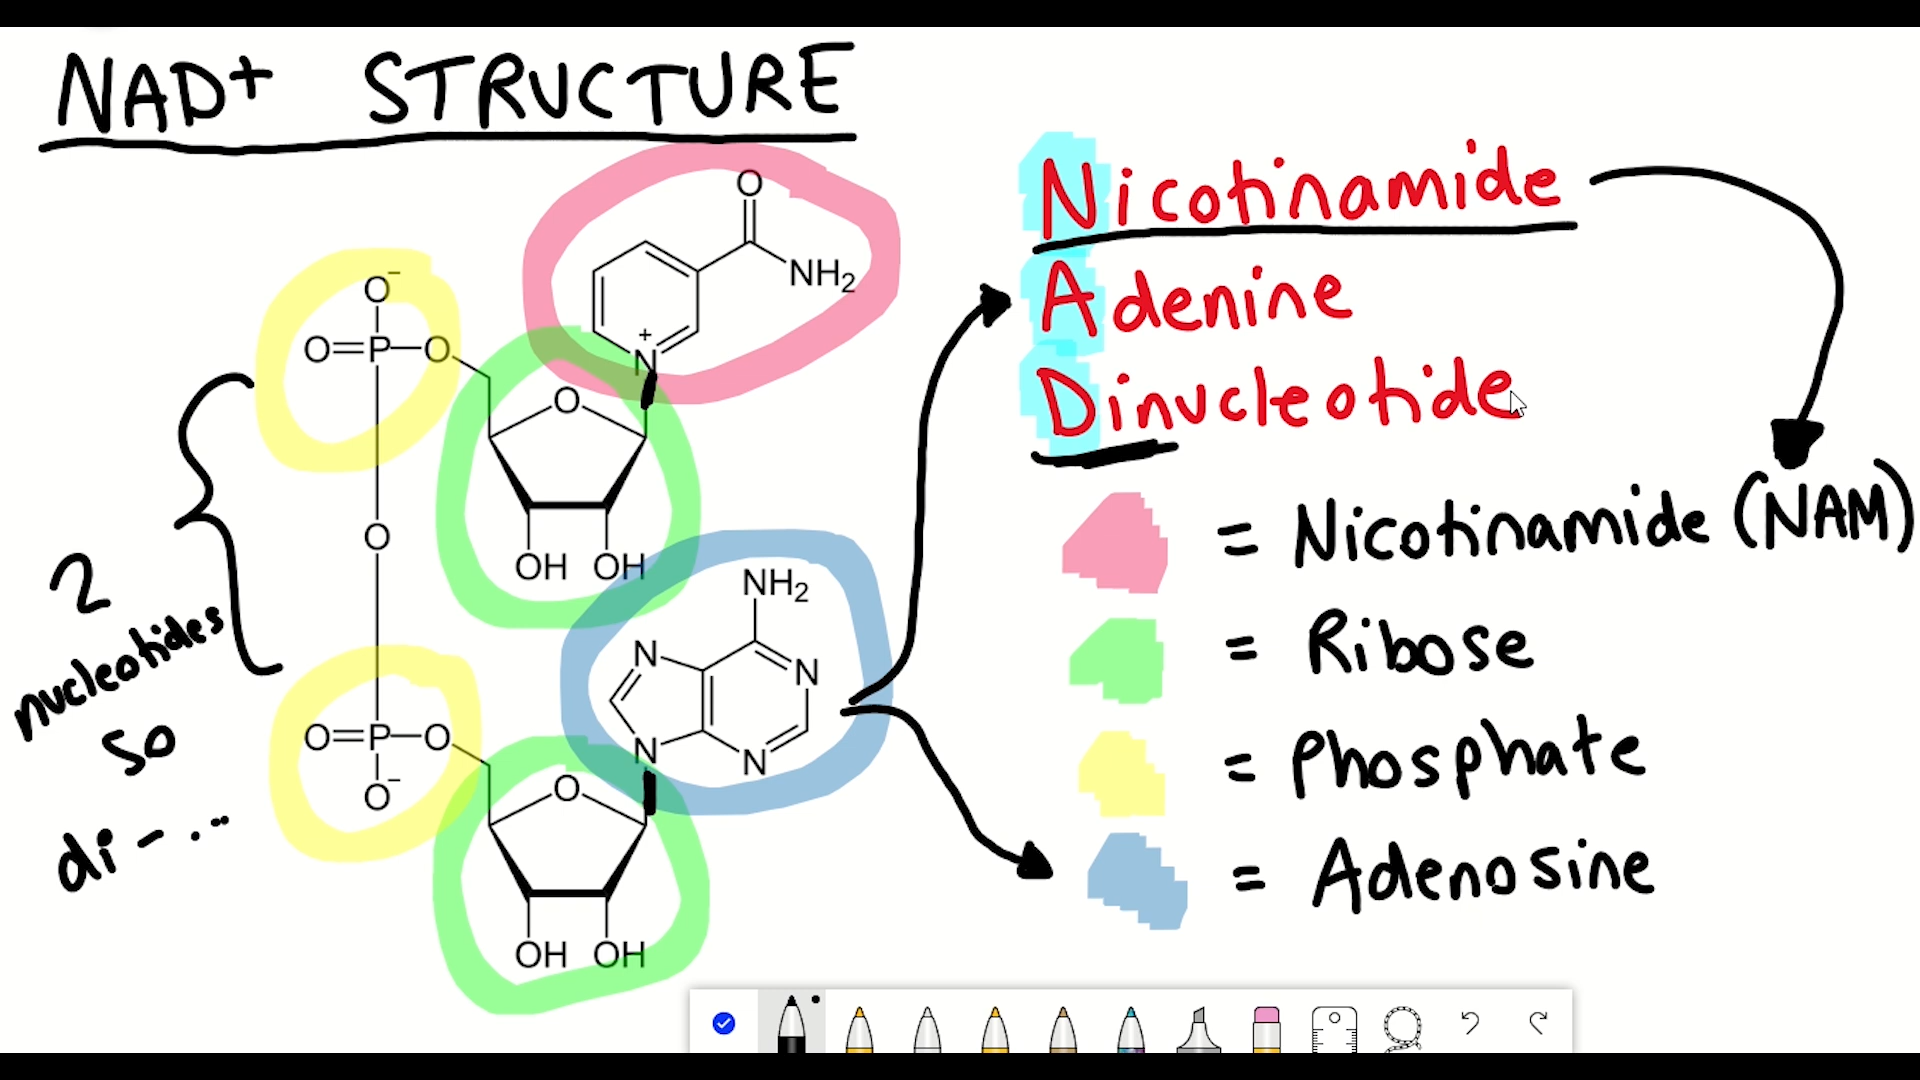 NAD+ STRUCTURE
Nicotinamide
Adenine
Dinucleotide
= Nicotinamide (NAM)
= Ribose
= Phosphate
= Adenosine
2
nucleotides
so
di-...
O
NH2
N+
O-
O=P-O
O
OH OH
O
NH2
N
N
N
N
O=P-O
O-
O
OH OH